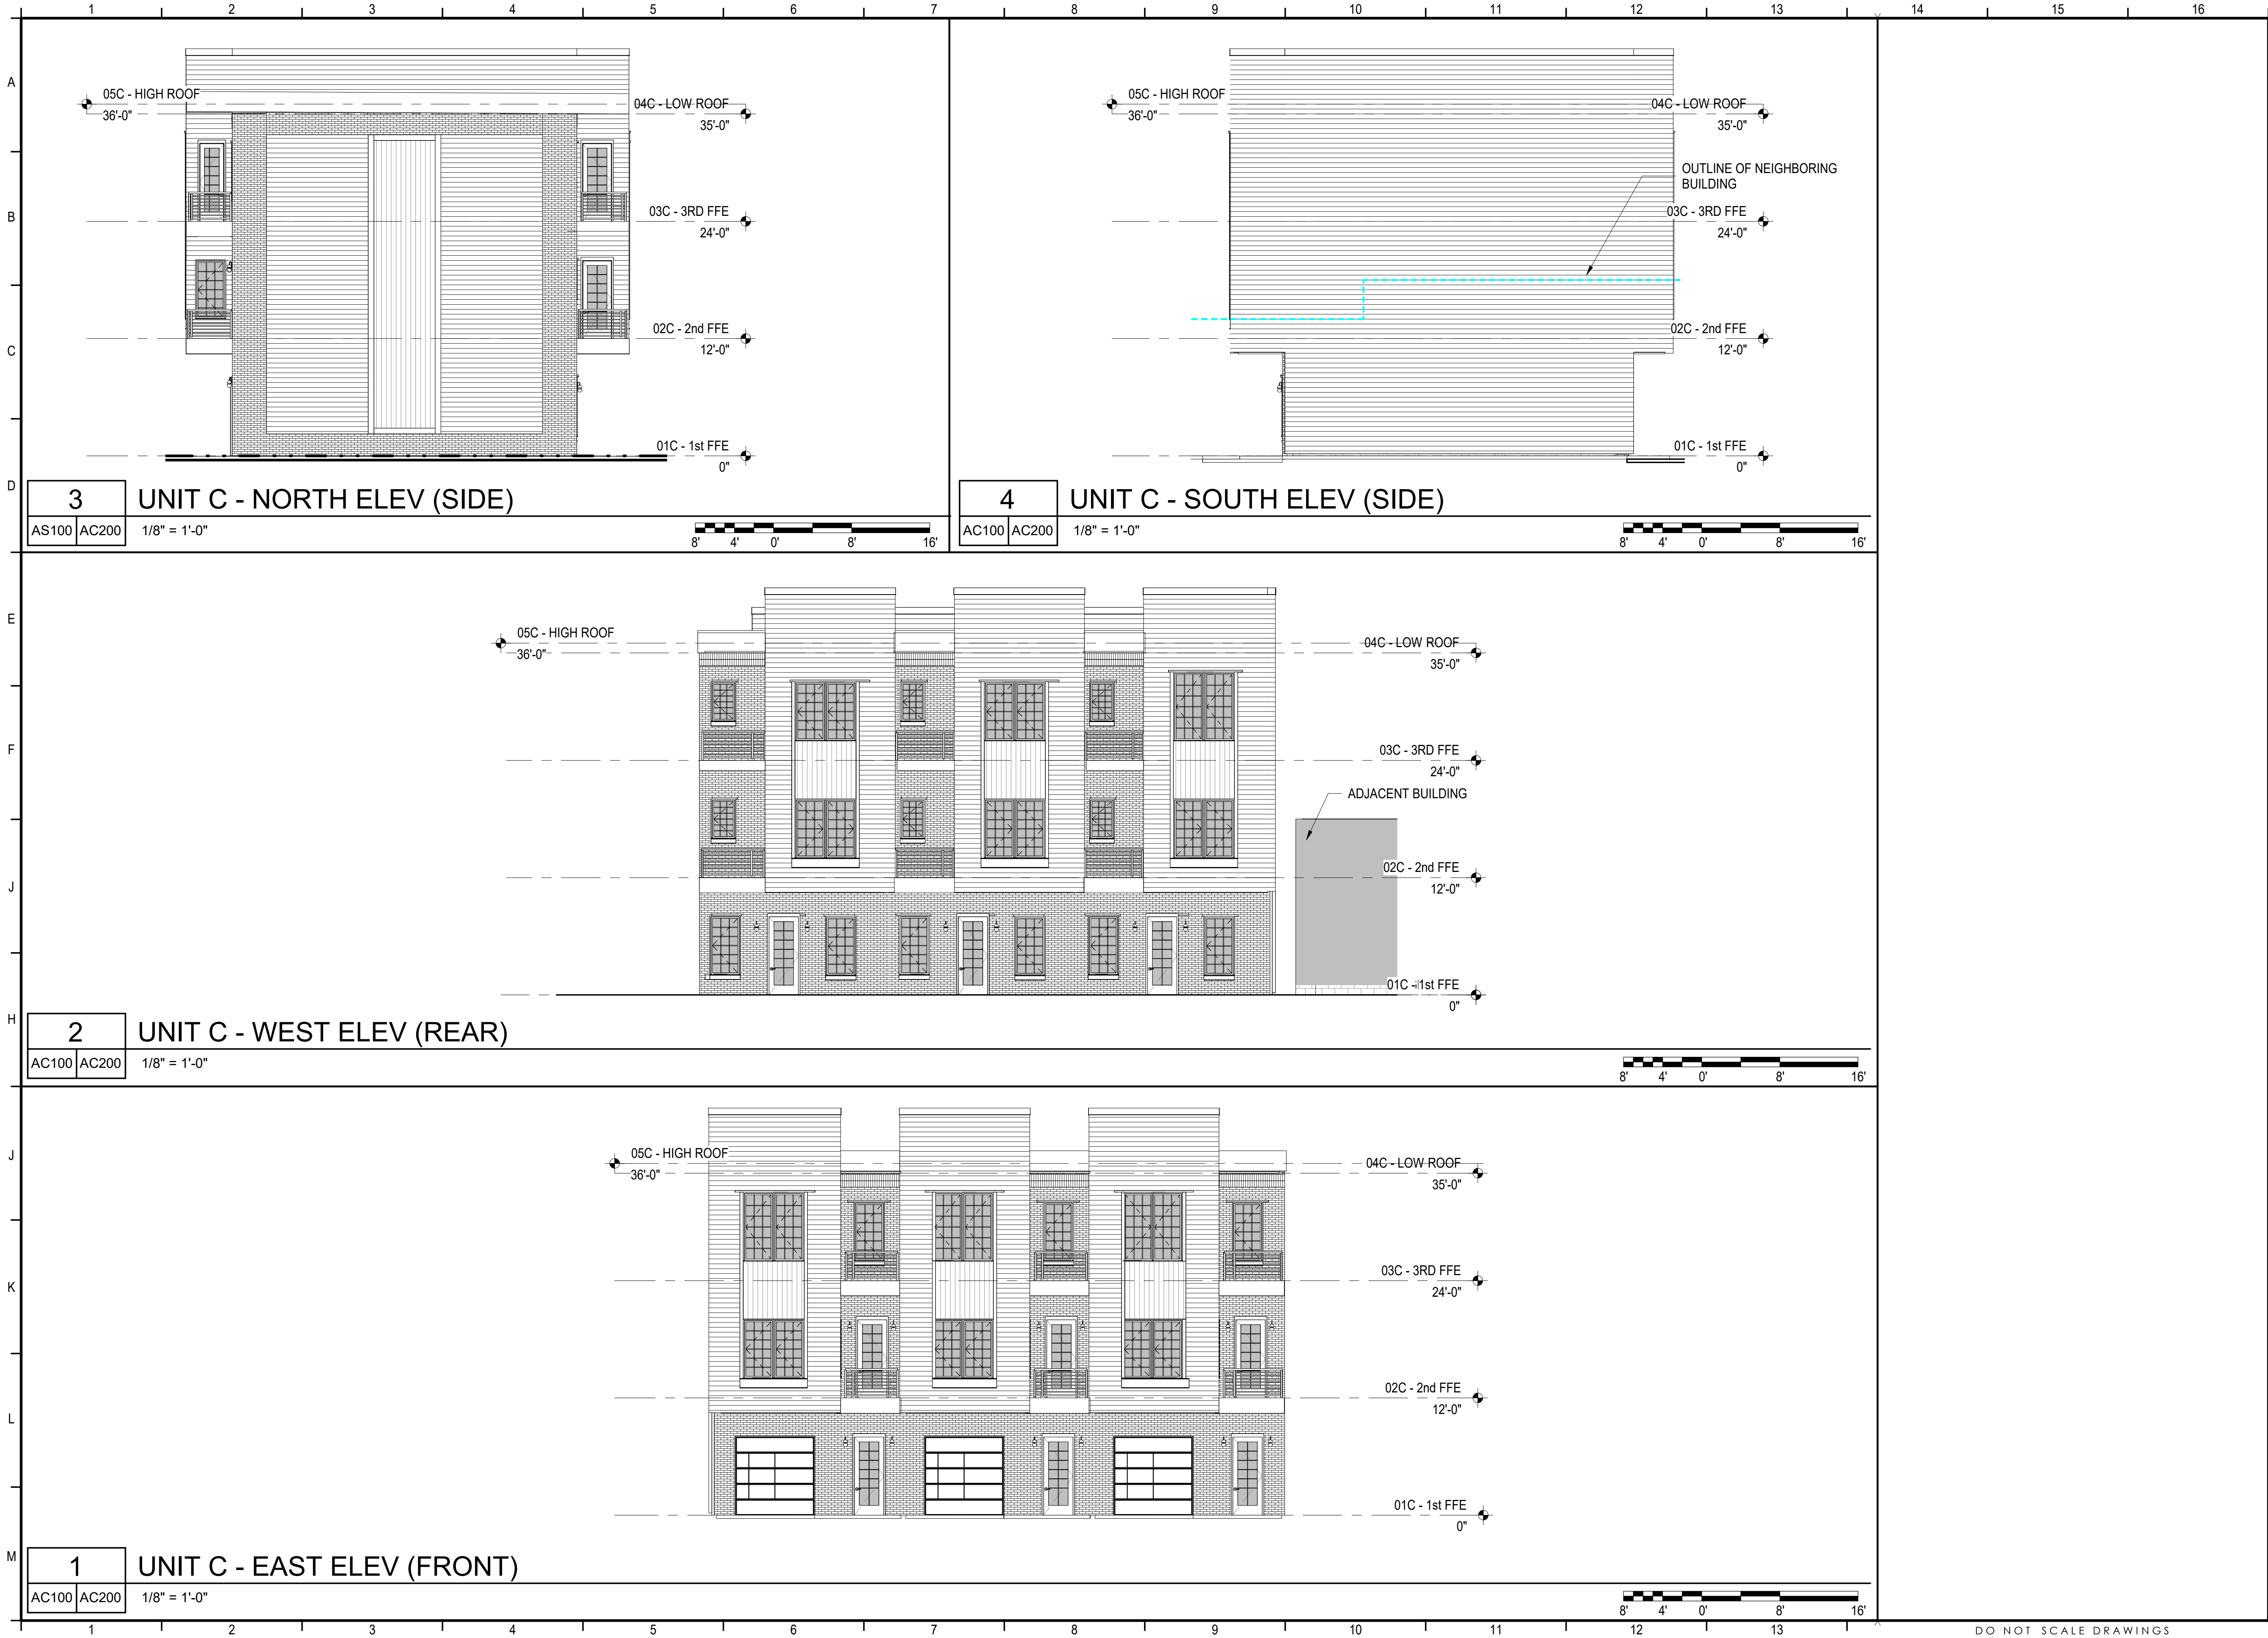 1 2 3 4 5 6 7 8 9 10 11 12 13 14 15 16
A
B
C
D
E
F
J
H
J
K
L
M
05C - HIGH ROOF
36'-0"
04C - LOW ROOF
35'-0"
03C - 3RD FFE
24'-0"
02C - 2nd FFE
12'-0"
01C - 1st FFE
0"
3 UNIT C - NORTH ELEV (SIDE)
AS100 AC200 1/8" = 1'-0"
8' 4' 0' 8' 16'
05C - HIGH ROOF
36'-0"
04C - LOW ROOF
35'-0"
OUTLINE OF NEIGHBORING
BUILDING
03C - 3RD FFE
24'-0"
02C - 2nd FFE
12'-0"
01C - 1st FFE
0"
4 UNIT C - SOUTH ELEV (SIDE)
AC100 AC200 1/8" = 1'-0"
8' 4' 0' 8' 16'
05C - HIGH ROOF
36'-0"
04C - LOW ROOF
35'-0"
03C - 3RD FFE
24'-0"
ADJACENT BUILDING
02C - 2nd FFE
12'-0"
01C - 1st FFE
0"
2 UNIT C - WEST ELEV (REAR)
AC100 AC200 1/8" = 1'-0"
8' 4' 0' 8' 16'
05C - HIGH ROOF
36'-0"
04C - LOW ROOF
35'-0"
03C - 3RD FFE
24'-0"
02C - 2nd FFE
12'-0"
01C - 1st FFE
0"
1 UNIT C - EAST ELEV (FRONT)
AC100 AC200 1/8" = 1'-0"
8' 4' 0' 8' 16'
1 2 3 4 5 6 7 8 9 10 11 12 13
DO NOT SCALE DRAWINGS